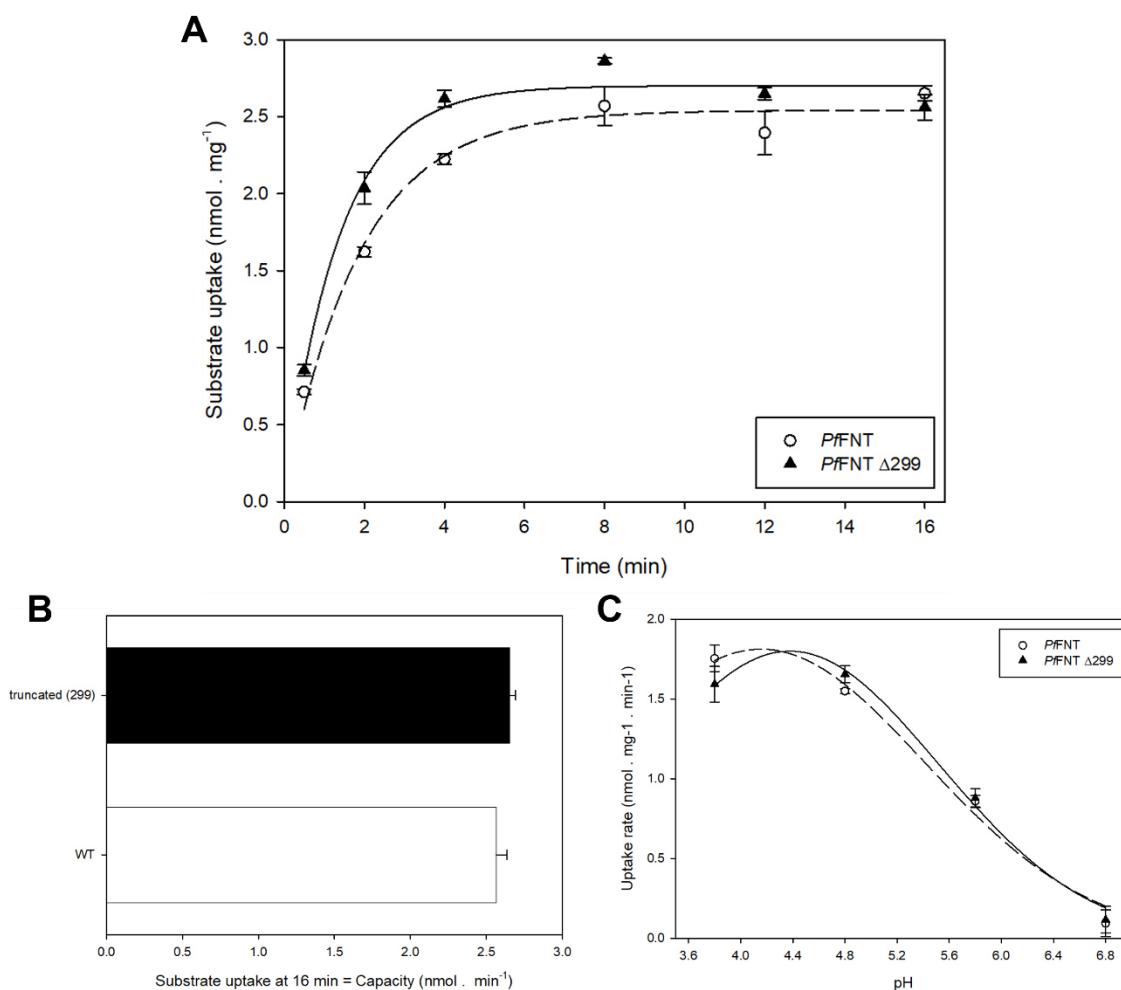 A
Substrate uptake (nmol . mg⁻¹)
3.0
2.5
2.0
1.5
1.0
0.5
0.0
PfFNT
PfFNT Δ299
0 2 4 6 8 10 12 14 16
Time (min)
B
truncated (299)
WT
0.0 0.5 1.0 1.5 2.0 2.5 3.0
Substrate uptake at 16 min = Capacity (nmol . min⁻¹)
C
Uptake rate (nmol . mg-1 . min-1)
2.0
1.5
1.0
0.5
0.0
PfFNT
PfFNT Δ299
3.6 4.0 4.4 4.8 5.2 5.6 6.0 6.4 6.8
pH